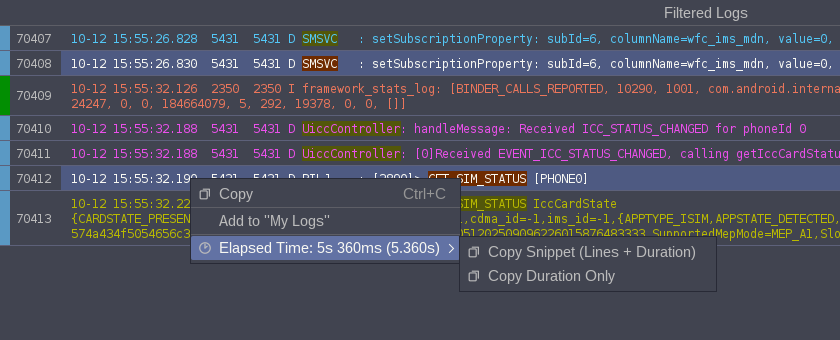 Filtered Logs
70407 10-12 15:55:26.828 5431 5431 D SMSVC : setSubscriptionProperty: subId=6, columnName=wfc_ims_mdn, value=0,
70408 10-12 15:55:26.830 5431 5431 D SMSVC : setSubscriptionProperty: subId=6, columnName=wfc_ims_mdn, value=0,
70409 10-12 15:55:32.126 2350 2350 I framework_stats_log: [BINDER_CALLS_REPORTED, 10290, 1001, com.android.interna
24247, 0, 0, 184664079, 5, 292, 19378, 0, 0, []]
70410 10-12 15:55:32.188 5431 5431 D UiccController: handleMessage: Received ICC_STATUS_CHANGED for phoneId 0
70411 10-12 15:55:32.188 5431 5431 D UiccController: [0]Received EVENT_ICC_STATUS_CHANGED, calling getIccCardStatu
70412 10-12 15:55:32.190 5431 5431 D GET_SIM_STATUS [PHONE0]
70413 10-12 15:55:32.22 SIM_STATUS IccCardState
{CARDSTATE_PRESEN ,cdma_id=-1,ims_id=-1,{APPTYPE_ISIM,APPSTATE_DETECTED,
574a434f5054656c3 SupportedMepMode=MEP_A1,Slo
Copy Ctrl+C
Add to "My Logs"
Elapsed Time: 5s 360ms (5.360s)
Copy Snippet (Lines + Duration)
Copy Duration Only